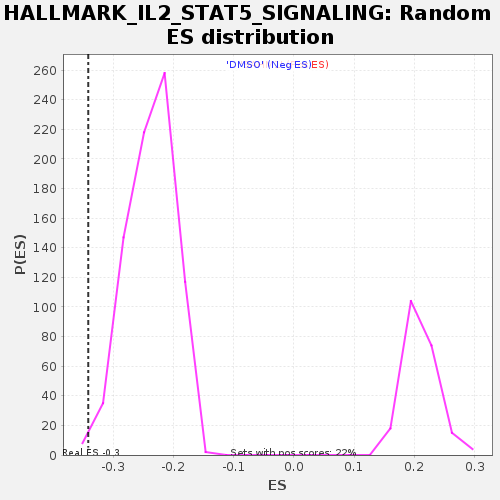 HALLMARK_IL2_STAT5_SIGNALING: Random
ES distribution
'DMSO' (Neg ES)ES)
260
240
220
200
180
160
140
120
100
80
60
40
20
0
P(ES)
Real ES -0.3
Sets with pos scores: 22%
-0.3 -0.2 -0.1 0.0 0.1 0.2 0.3
ES